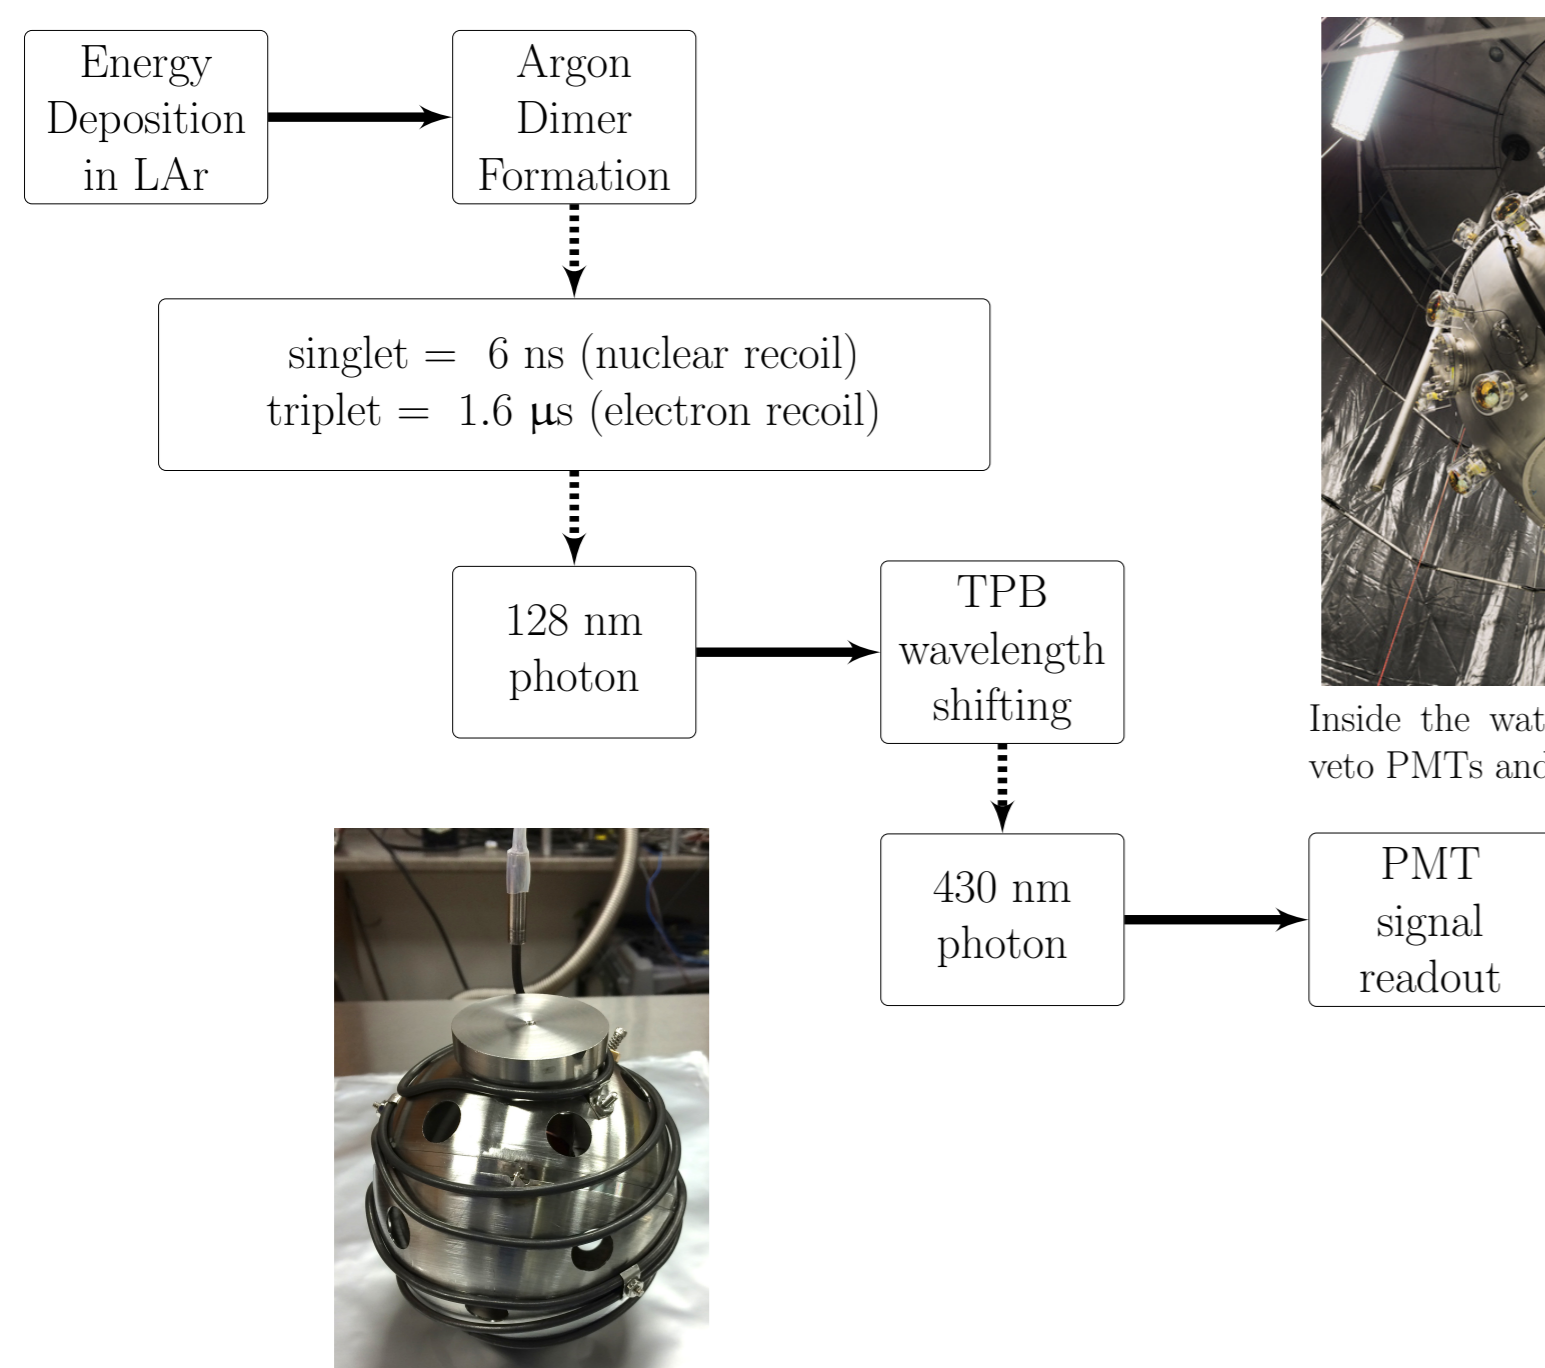 Energy
Deposition
in LAr
Argon
Dimer
Formation
singlet = 6 ns (nuclear recoil)
triplet = 1.6 µs (electron recoil)
128 nm
photon
TPB
wavelength
shifting
Inside the
veto PMTs
430 nm
photon
PMT
signal
readout